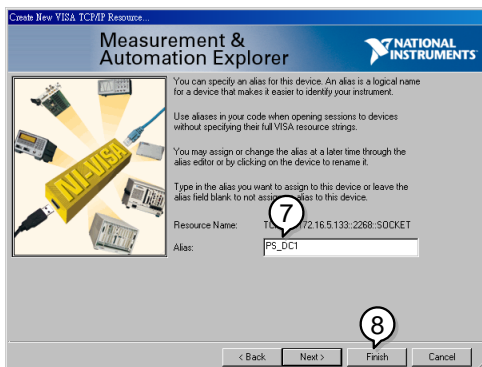 Create New VISA TCP/IP Resource...
Measurement &
Automation Explorer
NATIONAL
INSTRUMENTS
You can specify an alias for this device. An alias is a logical name
for a device that makes it easier to identify your instrument.
Use aliases in your code when opening sessions to devices
without specifying their full VISA resource strings.
You may assign or change the alias at a later time through the
alias editor or by clicking on the device to rename it.
Type in the alias you want to assign to this device or leave the
alias field blank to not assign alias to this device.
7
Resource Name: 172.16.5.133::2268::SOCKET
Alias: PS_DC1
NI-VISA
8
< Back Next > Finish Cancel